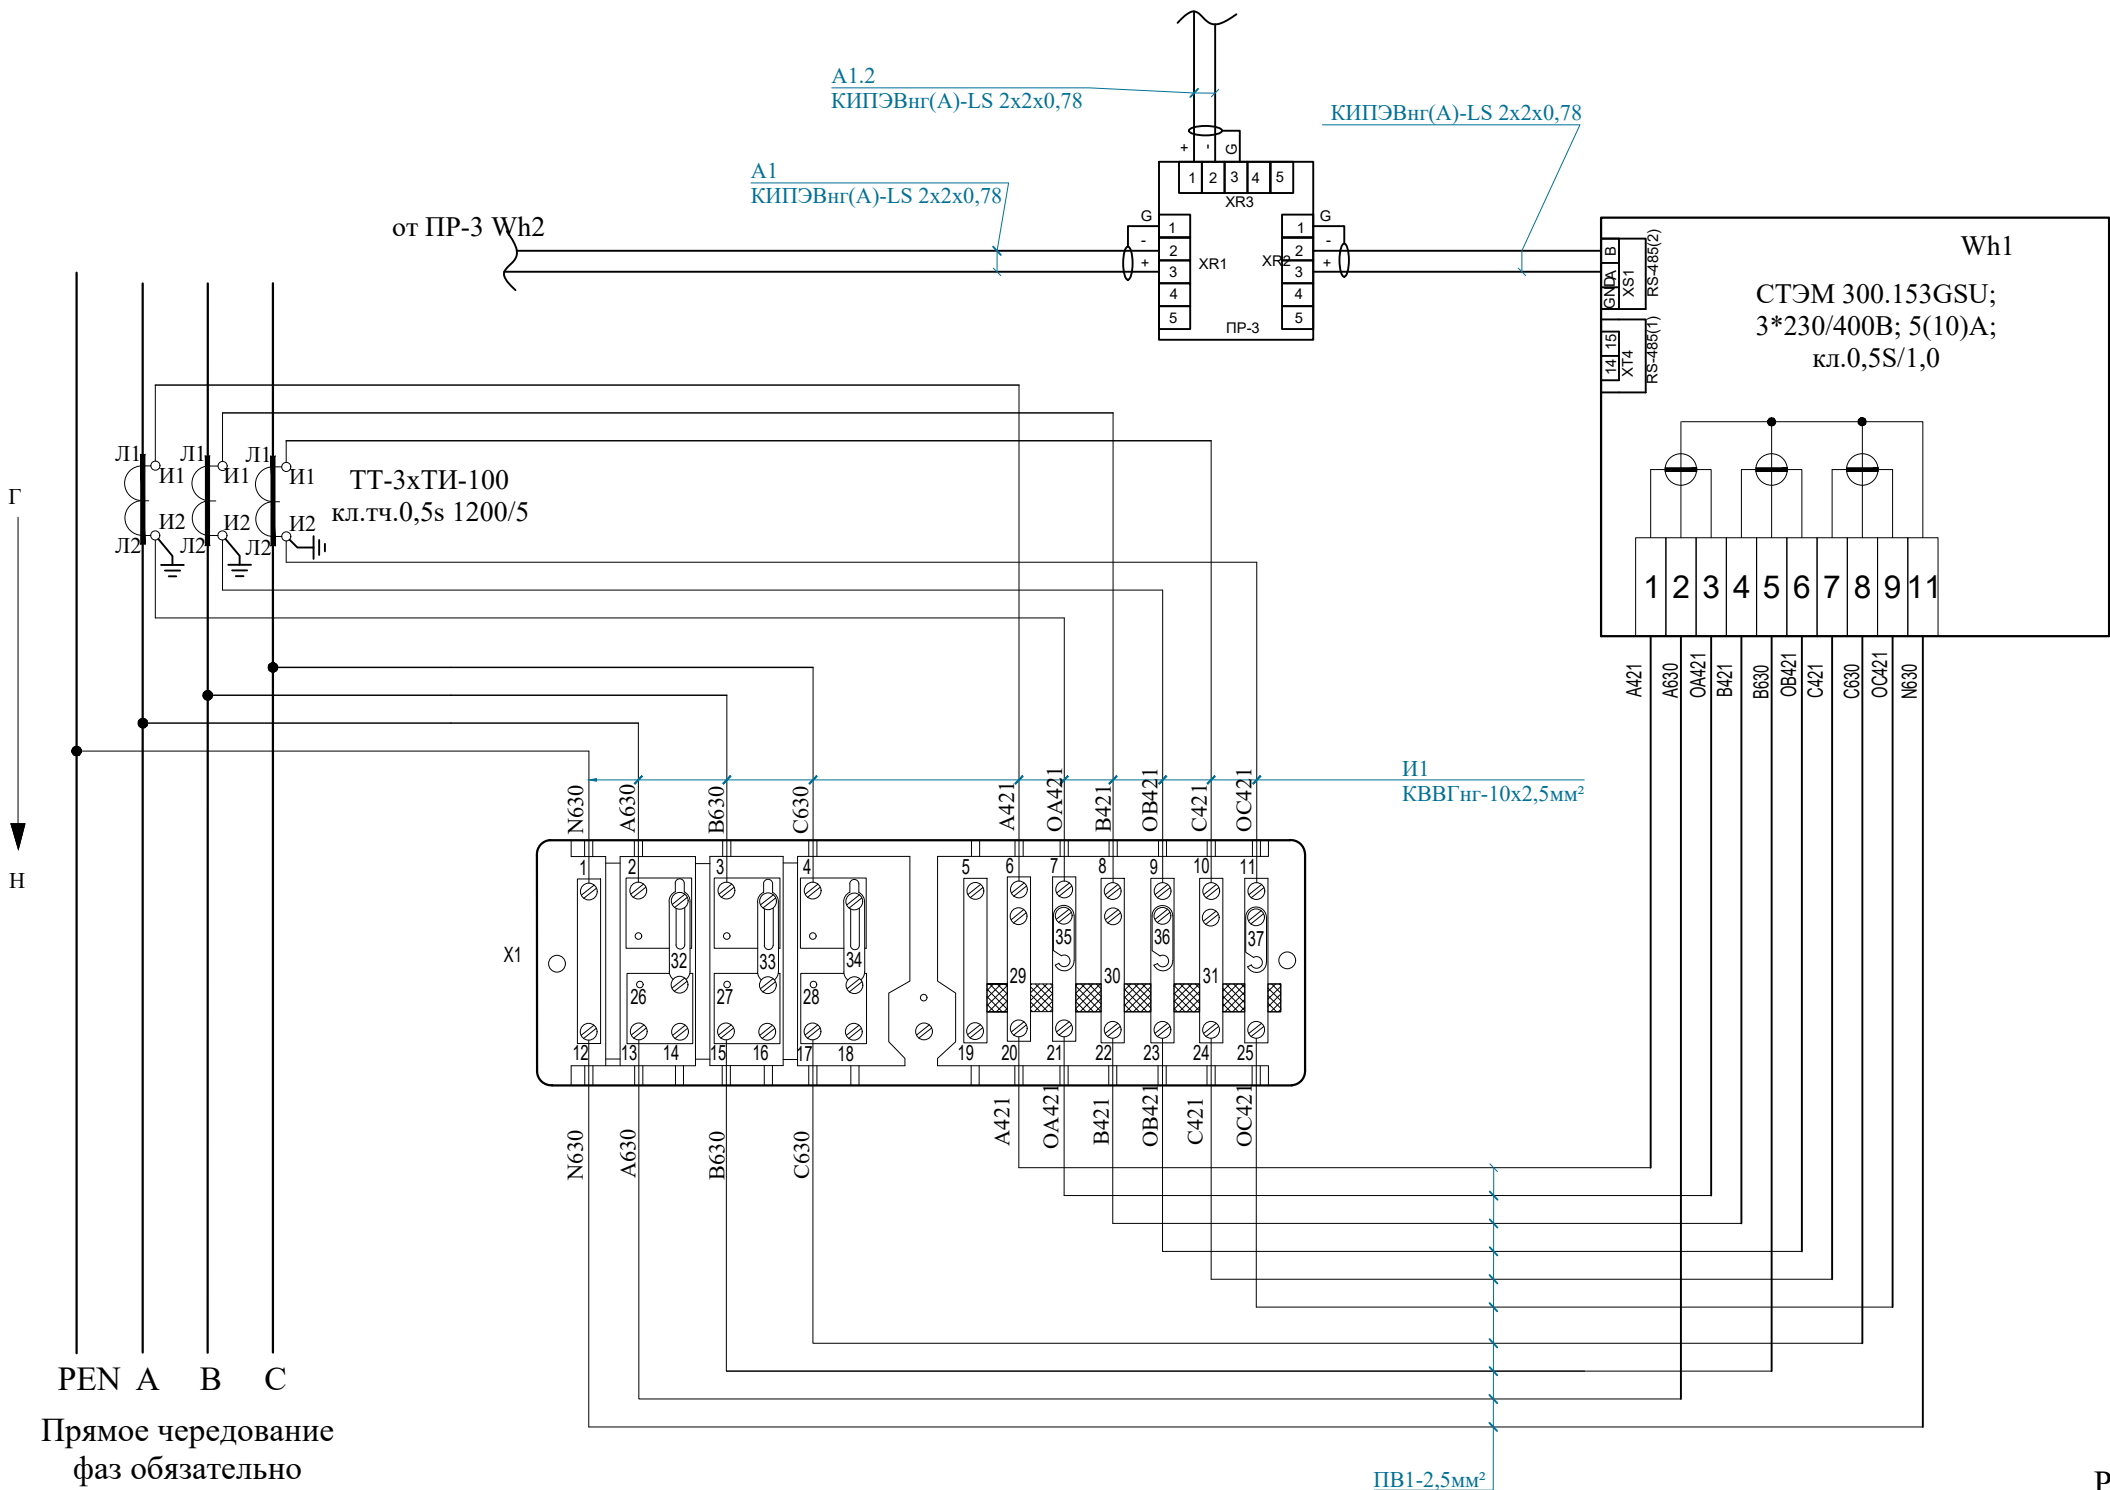 А1.2
КИПЭВнг(А)-LS 2х2х0,78
КИПЭВнг(А)-LS 2х2х0,78
А1
КИПЭВнг(А)-LS 2х2х0,78
от ПР-3 Wh2
+ - G
1 2 3 4 5
XR3
G
-
+
1
2
3
4
5
XR1
ПР-3
XR2
1
2
3
4
5
G
-
+
B
A
GND
XS1
RS-485(2)
15
14
XT4
RS-485(1)
Wh1
СТЭМ 300.153GSU;
3*230/400В; 5(10)А;
кл.0,5S/1,0
1 2 3 4 5 6 7 8 9 11
A421 A630 OA421 B421 B630 OB421 C421 C630 OC421 N630
Г
Н
Л1 И1 Л1 И1 Л1 И1
Л2 И2 Л2 И2 Л2 И2
ТТ-3хТИ-100
кл.тч.0,5s 1200/5
И1
КВВГнг-10х2,5мм²
N630 A630 B630 C630 A421 OA421 B421 OB421 C421 OC421
X1
1 2 3 4 5 6 7 8 9 10 11
32 33 34 35 36 37
26 27 28 29 30 31
12 13 14 15 16 17 18 19 20 21 22 23 24 25
N630 A630 B630 C630 A421 OA421 B421 OB421 C421 OC421
PEN A B C
Прямое чередование
фаз обязательно
ПВ1-2,5мм²
Р